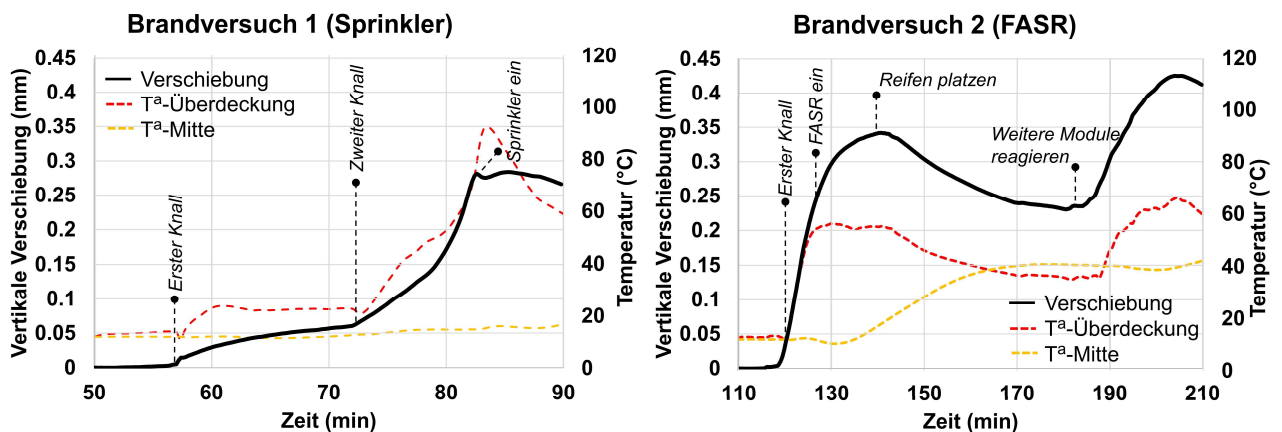 Brandversuch 1 (Sprinkler)
Vertikale Verschiebung (mm)
0.45
0.4
0.35
0.3
0.25
0.2
0.15
0.1
0.05
0
Verschiebung
Tª-Überdeckung
Tª-Mitte
Erster Knall
Zweiter Knall
Sprinkler ein
120
100
80
60
40
20
0
Temperatur (°C)
50 60 70 80 90
Zeit (min)
Brandversuch 2 (FASR)
Vertikale Verschiebung (mm)
0.45
0.4
0.35
0.3
0.25
0.2
0.15
0.1
0.05
0
Erster Knall
FASR ein
Reifen platzen
Weitere Module
reagieren
Verschiebung
Tª-Überdeckung
Tª-Mitte
120
100
80
60
40
20
0
Temperatur (°C)
110 130 150 170 190 210
Zeit (min)